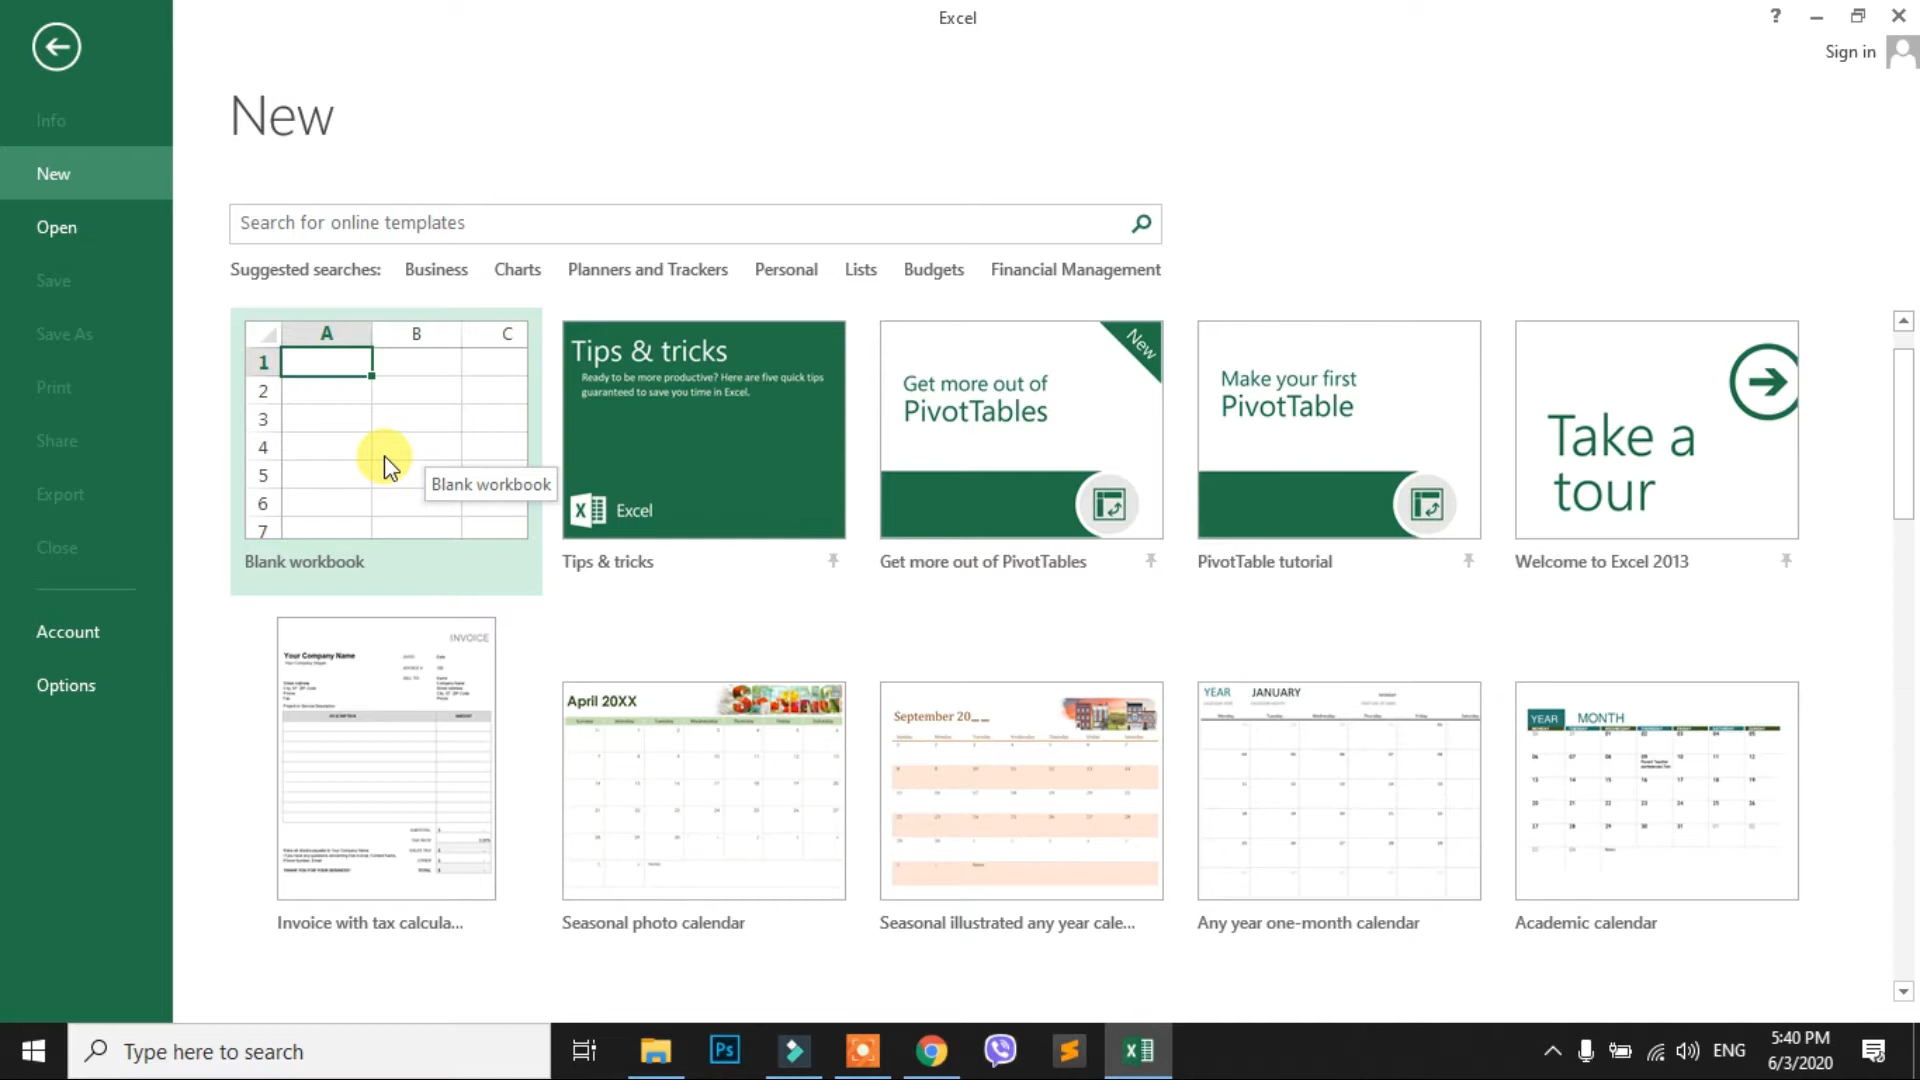 Excel
?
Sign in
Info
New
Open
Save
Save As
Print
Share
Export
Close
Account
Options
New
Search for online templates
Suggested searches: Business Charts Planners and Trackers Personal Lists Budgets Financial Management
A B C
1
2
3
4
5
6
7
Blank workbook
Blank workbook
Tips & tricks
Ready to be more productive? Here are five quick tips
guaranteed to save you time in Excel.
Excel
Tips & tricks
New
Get more out of
PivotTables
Get more out of PivotTables
Make your first
PivotTable
PivotTable tutorial
Take a
tour
Welcome to Excel 2013
INVOICE
Your Company Name
Invoice with tax calcula...
April 20XX
Seasonal photo calendar
September 20_ _
Seasonal illustrated any year cale...
YEAR JANUARY
Any year one-month calendar
YEAR MONTH
Academic calendar
Type here to search
Ps
ENG
5:40 PM
6/3/2020